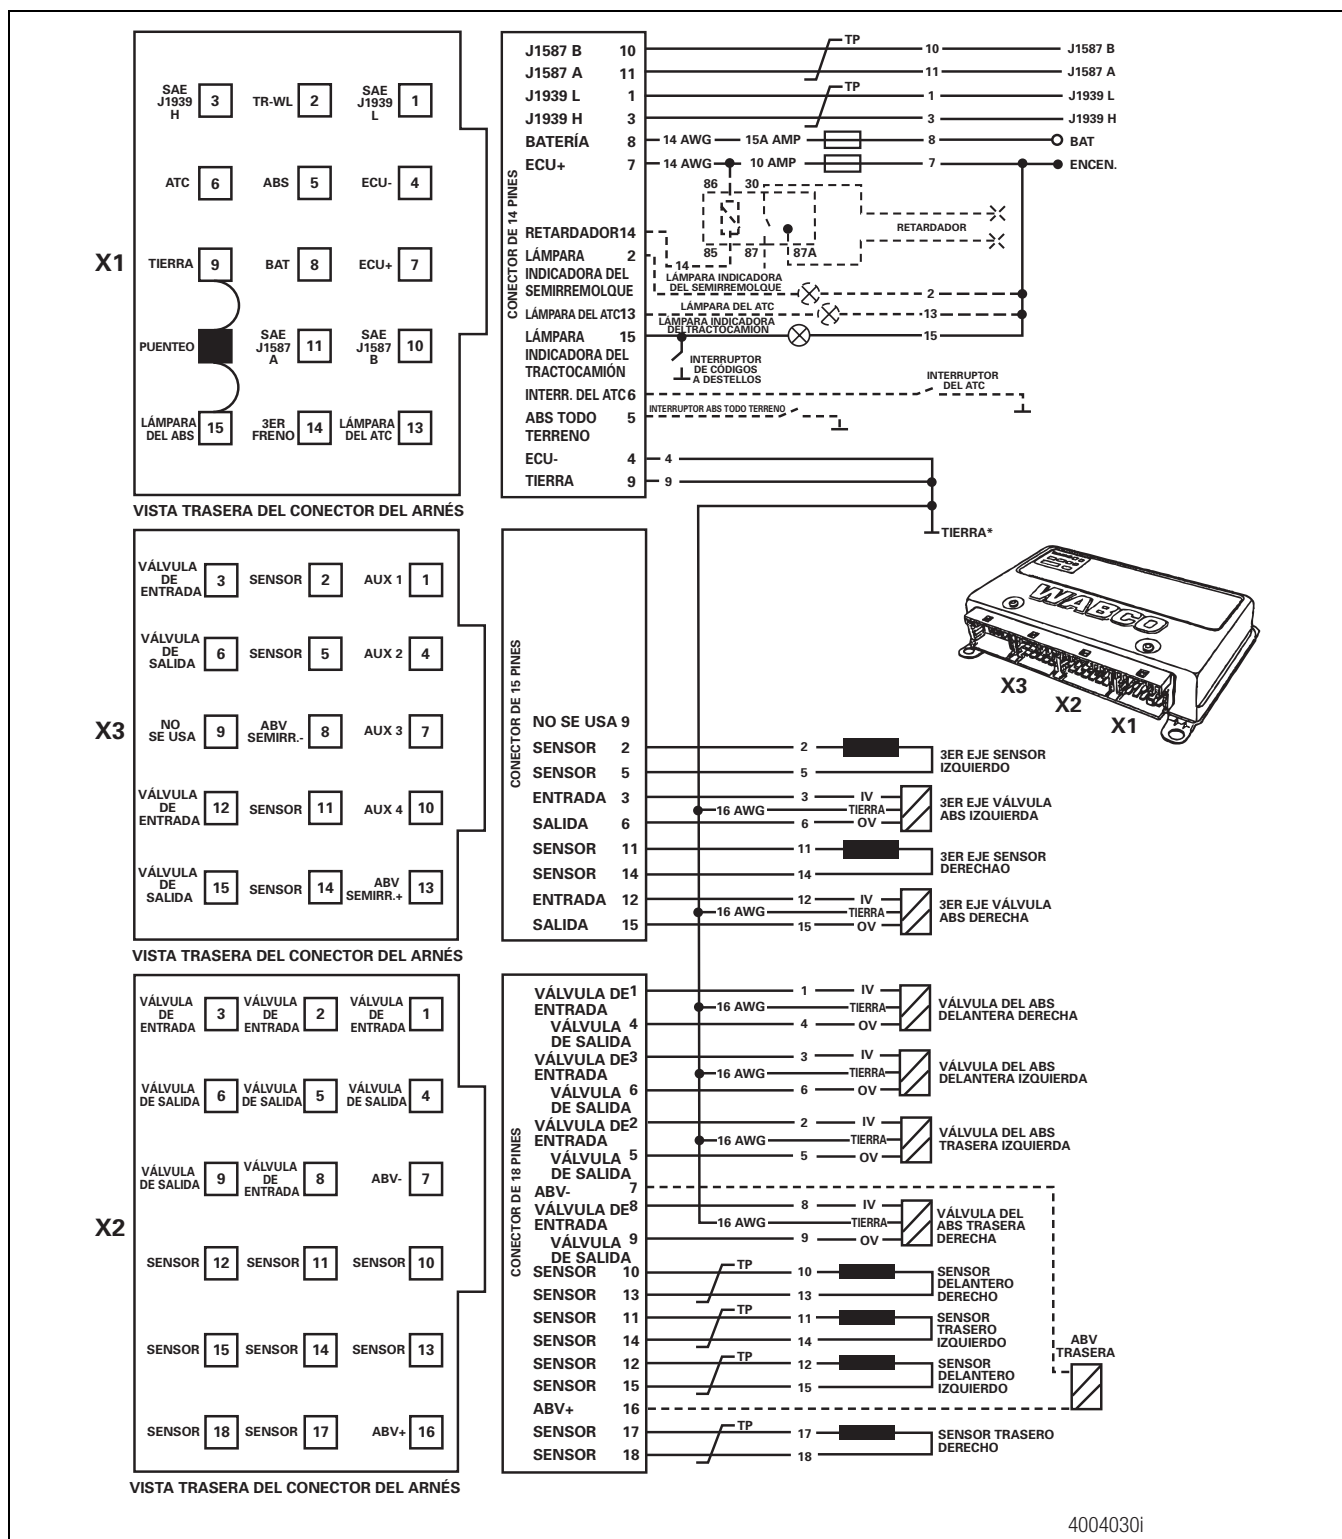 SAE
J1939
H
3
TR-WL
2
SAE
J1939
L
1
ATC
6
ABS
5
ECU-
4
X1
TIERRA
9
BAT
8
ECU+
7
PUENTEO
SAE
J1587
A
11
SAE
J1587
B
10
LÁMPARA
DEL ABS
15
3ER
FRENO
14
LÁMPARA
DEL ATC
13
VISTA TRASERA DEL CONECTOR DEL ARNÉS
CONECTOR DE 14 PINES
J1587 B 10
J1587 A 11
J1939 L 1
J1939 H 3
BATERÍA 8
ECU+ 7
RETARDADOR14
LÁMPARA 2
INDICADORA DEL
SEMIRREMOLQUE
LÁMPARA DEL ATC13
LÁMPARA 15
INDICADORA DEL
TRACTOCAMIÓN
INTERR. DEL ATC6
ABS TODO 5
TERRENO
ECU- 4
TIERRA 9
TP
10 J1587 B
11 J1587 A
TP
1 J1939 L
3 J1939 H
14 AWG 15A AMP 8 BAT
14 AWG 10 AMP 7 ENCEN.
86 30
85 87 87A
RETARDADOR
14
LÁMPARA INDICADORA
DEL SEMIRREMOLQUE
2
LÁMPARA DEL ATC
13
LÁMPARA INDICADORA
DELTRACTOCAMIÓN
15
INTERRUPTOR
DE CÓDIGOS
A DESTELLOS
INTERRUPTOR
DEL ATC
INTERRUPTOR ABS TODO TERRENO
4
9
TIERRA*
WABCO
X3
X2
X1
VÁLVULA
DE
ENTRADA
3
SENSOR
2
AUX 1
1
VÁLVULA
DE
SALIDA
6
SENSOR
5
AUX 2
4
X3
NO
SE USA
9
ABV
SEMIRR.-
8
AUX 3
7
VÁLVULA
DE
ENTRADA
12
SENSOR
11
AUX 4
10
VÁLVULA
DE
SALIDA
15
SENSOR
14
ABV
SEMIRR.+
13
VISTA TRASERA DEL CONECTOR DEL ARNÉS
CONECTOR DE 15 PINES
NO SE USA 9
SENSOR 2
SENSOR 5
ENTRADA 3
SALIDA 6
SENSOR 11
SENSOR 14
ENTRADA 12
SALIDA 15
2
5
3ER EJE SENSOR
IZQUIERDO
3 IV
16 AWG TIERRA
6 OV
3ER EJE VÁLVULA
ABS IZQUIERDA
11
14
3ER EJE SENSOR
DERECHAO
12 IV
16 AWG TIERRA
15 OV
3ER EJE VÁLVULA
ABS DERECHA
VÁLVULA
DE
ENTRADA
3
VÁLVULA
DE
ENTRADA
2
VÁLVULA
DE
ENTRADA
1
VÁLVULA
DE SALIDA
6
VÁLVULA
DE SALIDA
5
VÁLVULA
DE SALIDA
4
VÁLVULA
DE SALIDA
9
VÁLVULA
DE
ENTRADA
8
ABV-
7
X2
SENSOR
12
SENSOR
11
SENSOR
10
SENSOR
15
SENSOR
14
SENSOR
13
SENSOR
18
SENSOR
17
ABV+
16
VISTA TRASERA DEL CONECTOR DEL ARNÉS
CONECTOR DE 18 PINES
VÁLVULA DE1
ENTRADA
VÁLVULA 4
DE SALIDA
VÁLVULA DE3
ENTRADA
VÁLVULA 6
DE SALIDA
VÁLVULA DE2
ENTRADA
VÁLVULA 5
DE SALIDA
ABV- 7
VÁLVULA DE8
ENTRADA
VÁLVULA 9
DE SALIDA
SENSOR 10
SENSOR 13
SENSOR 11
SENSOR 14
SENSOR 12
SENSOR 15
ABV+ 16
SENSOR 17
SENSOR 18
1 IV
16 AWG TIERRA
4 OV
VÁLVULA DEL ABS
DELANTERA DERECHA
3 IV
16 AWG TIERRA
6 OV
VÁLVULA DEL ABS
DELANTERA IZQUIERDA
2 IV
16 AWG TIERRA
5 OV
VÁLVULA DEL ABS
TRASERA IZQUIERDA
8 IV
16 AWG TIERRA
9 OV
VÁLVULA DEL
ABS TRASERA
DERECHA
TP 10
13
SENSOR
DELANTERO
DERECHO
TP 11
14
SENSOR
TRASERO
IZQUIERDO
TP 12
15
SENSOR
DELANTERO
IZQUIERDO
ABV
TRASERA
TP 17
18
SENSOR TRASERO
DERECHO
4004030i